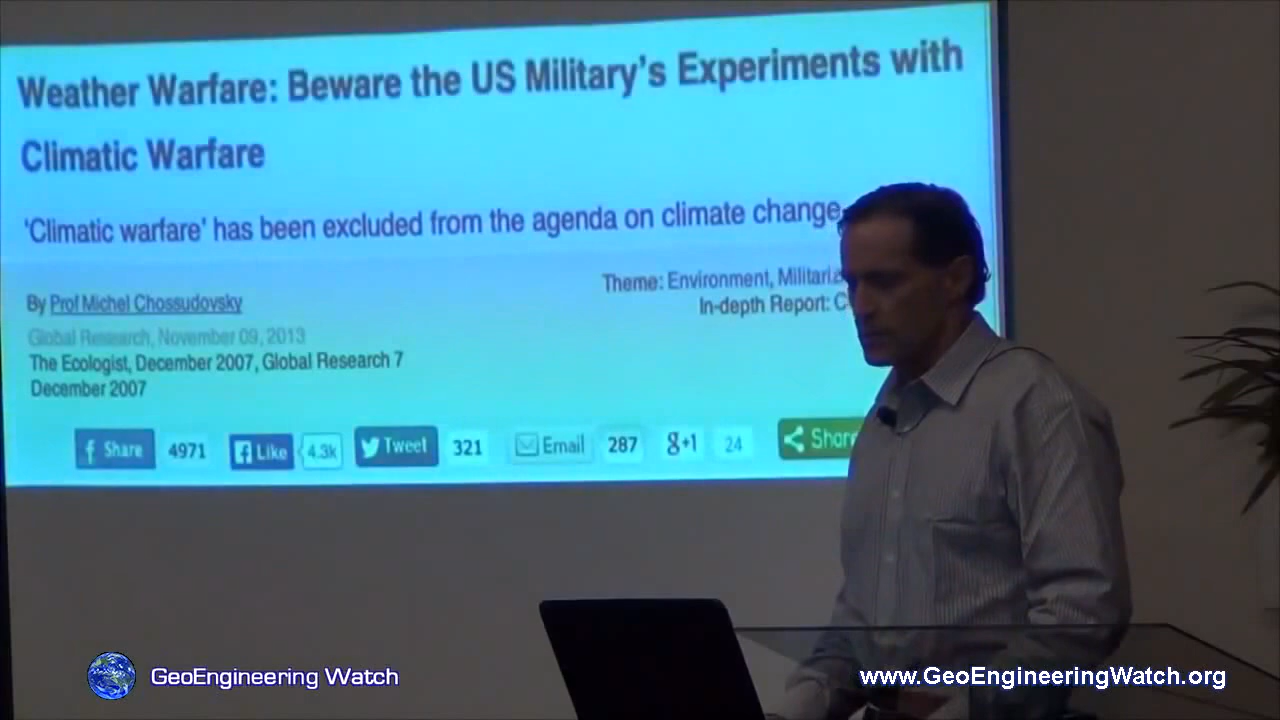 Weather Warfare: Beware the US Military's Experiments with
Climatic Warfare
'Climatic warfare' has been excluded from the agenda on climate change
Theme: Environment,
In-depth Report:
By Prof Michel Chossudovsky
Global Research, November 09, 2013
The Ecologist, December 2007, Global Research 7
December 2007
Share 4971 Like 4.3k Tweet 321 Email 287 g+1 24 Share
GeoEngineering Watch
www.GeoEngineeringWatch.org